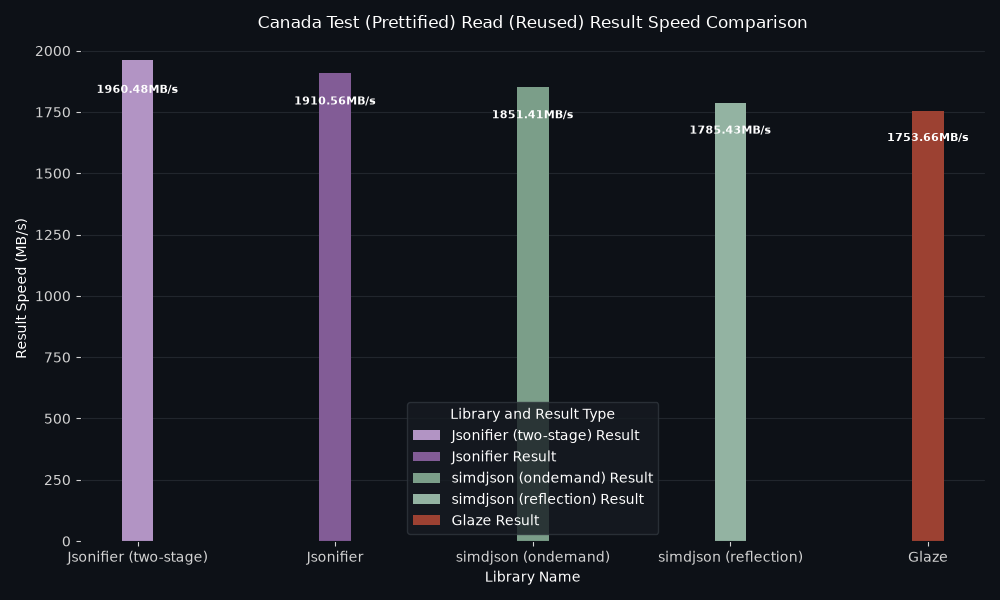 Canada Test (Prettified) Read (Reused) Result Speed Comparison
Result Speed (MB/s)
2000
1750
1500
1250
1000
750
500
250
0
1960.48MB/s
1910.56MB/s
1851.41MB/s
1785.43MB/s
1753.66MB/s
Library and Result Type
Jsonifier (two-stage) Result
Jsonifier Result
simdjson (ondemand) Result
simdjson (reflection) Result
Glaze Result
Jsonifier (two-stage)
Jsonifier
simdjson (ondemand)
simdjson (reflection)
Glaze
Library Name